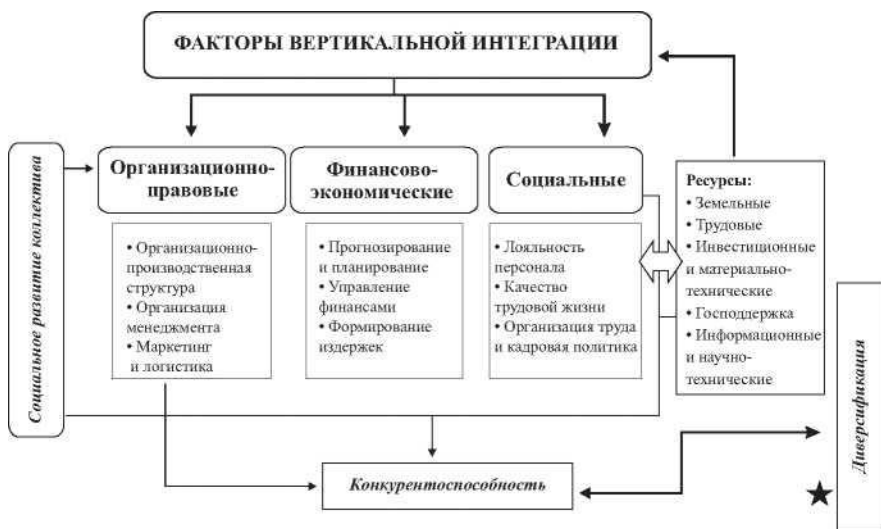 ФАКТОРЫ ВЕРТИКАЛЬНОЙ ИНТЕГРАЦИИ
Социальное развитие коллектива
Организационно-
правовые
• Организационно-
производственная
структура
• Организация
менеджмента
• Маркетинг
и логистика
Финансово-
экономические
• Прогнозирование
и планирование
• Управление
финансами
• Формирование
издержек
Социальные
• Лояльность
персонала
• Качество
трудовой жизни
• Организация труда
и кадровая политика
Ресурсы:
• Земельные
• Трудовые
• Инвестиционные
и материально-
технические
• Господдержка
• Информационные
и научно-
технические
Диверсификация
Конкурентоспособность